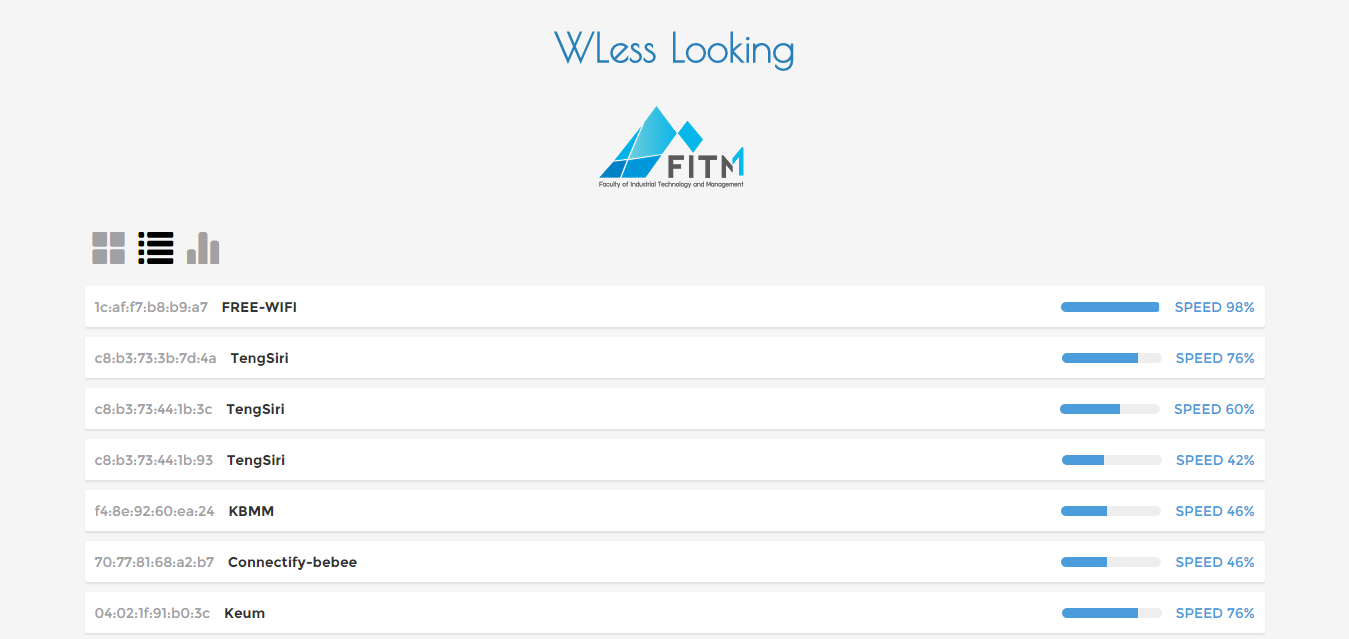 WLess Looking
FITM
Faculty of Industrial Technology and Management
1c:af:f7:b8:b9:a7 FREE-WIFI SPEED 98%
c8:b3:73:3b:7d:4a TengSiri SPEED 76%
c8:b3:73:44:1b:3c TengSiri SPEED 60%
c8:b3:73:44:1b:93 TengSiri SPEED 42%
f4:8e:92:60:ea:24 KBMM SPEED 46%
70:77:81:68:a2:b7 Connectify-bebee SPEED 46%
04:02:1f:91:b0:3c Keum SPEED 76%